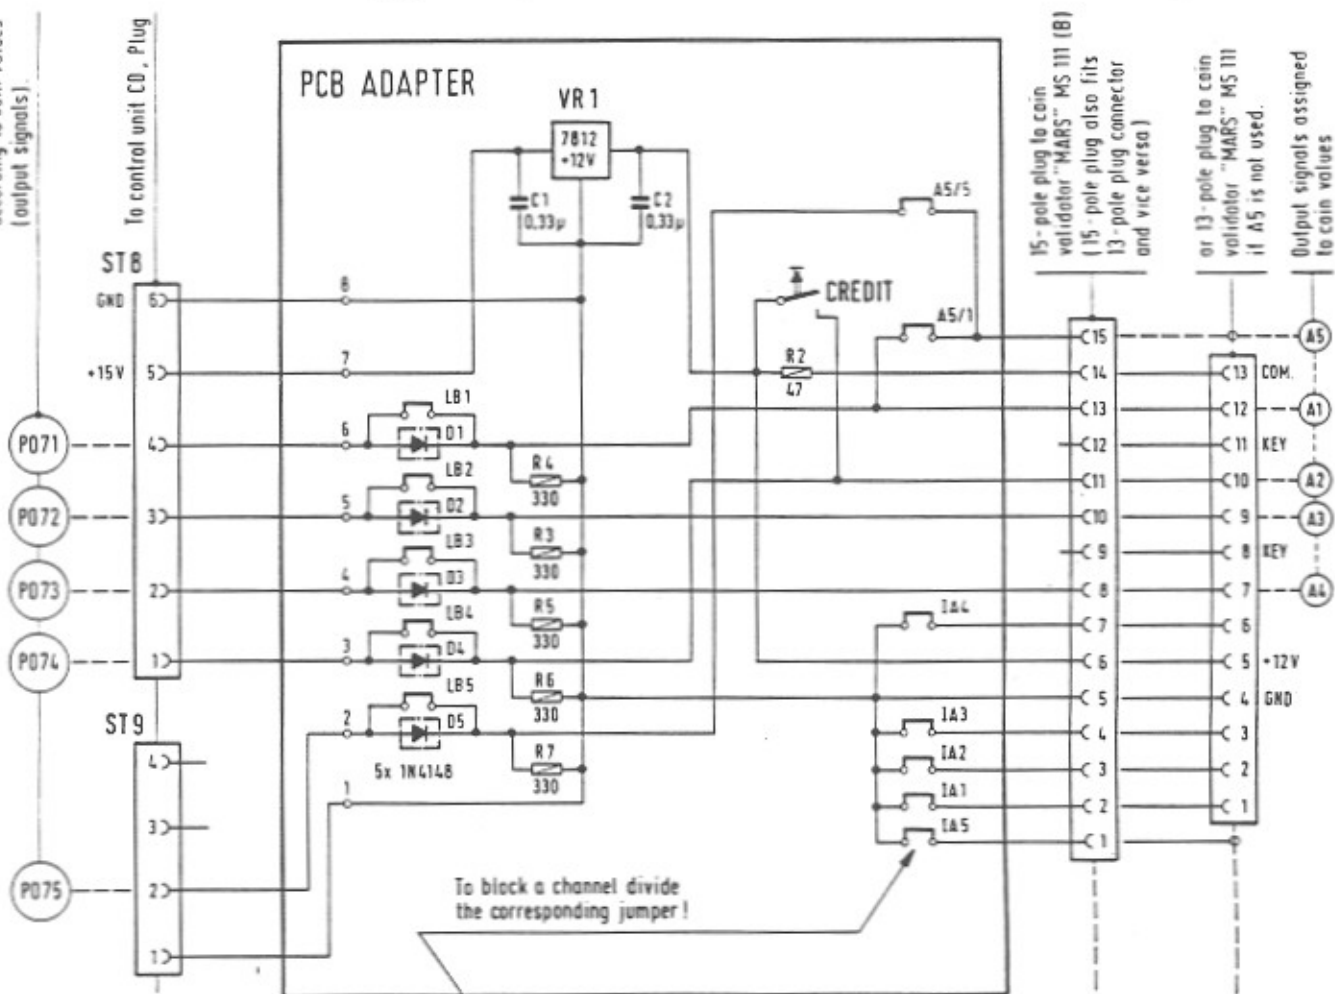 (output signals).
To control unit CD, Plug
PCB ADAPTER
VR 1
7812
+12V
C1
0,33µ
C2
0,33µ
A5/5
A5/1
CREDIT
R2
47
ST8
GND
6
8
+15V
5
7
P071
4
6
LB1
D1
R4
330
P072
3
5
LB2
D2
R3
330
P073
2
4
LB3
D3
R5
330
P074
1
3
LB4
D4
R6
330
ST9
2
LB5
D5
R7
330
5x 1N4148
1
4
3
P075
2
1
IA4
IA3
IA2
IA1
IA5
To block a channel divide
the corresponding jumper !
15-pole plug to coin
validator "MARS" MS 111 (B)
(15-pole plug also fits
13-pole plug connector
and vice versa)
or 13-pole plug to coin
validator "MARS" MS 111
if A5 is not used.
Output signals assigned
to coin values
15
A5
14
13
COM.
13
12
A1
12
11
KEY
11
10
A2
10
9
A3
9
8
KEY
8
7
A4
7
6
6
5
+12V
5
4
GND
4
3
3
2
2
1
1